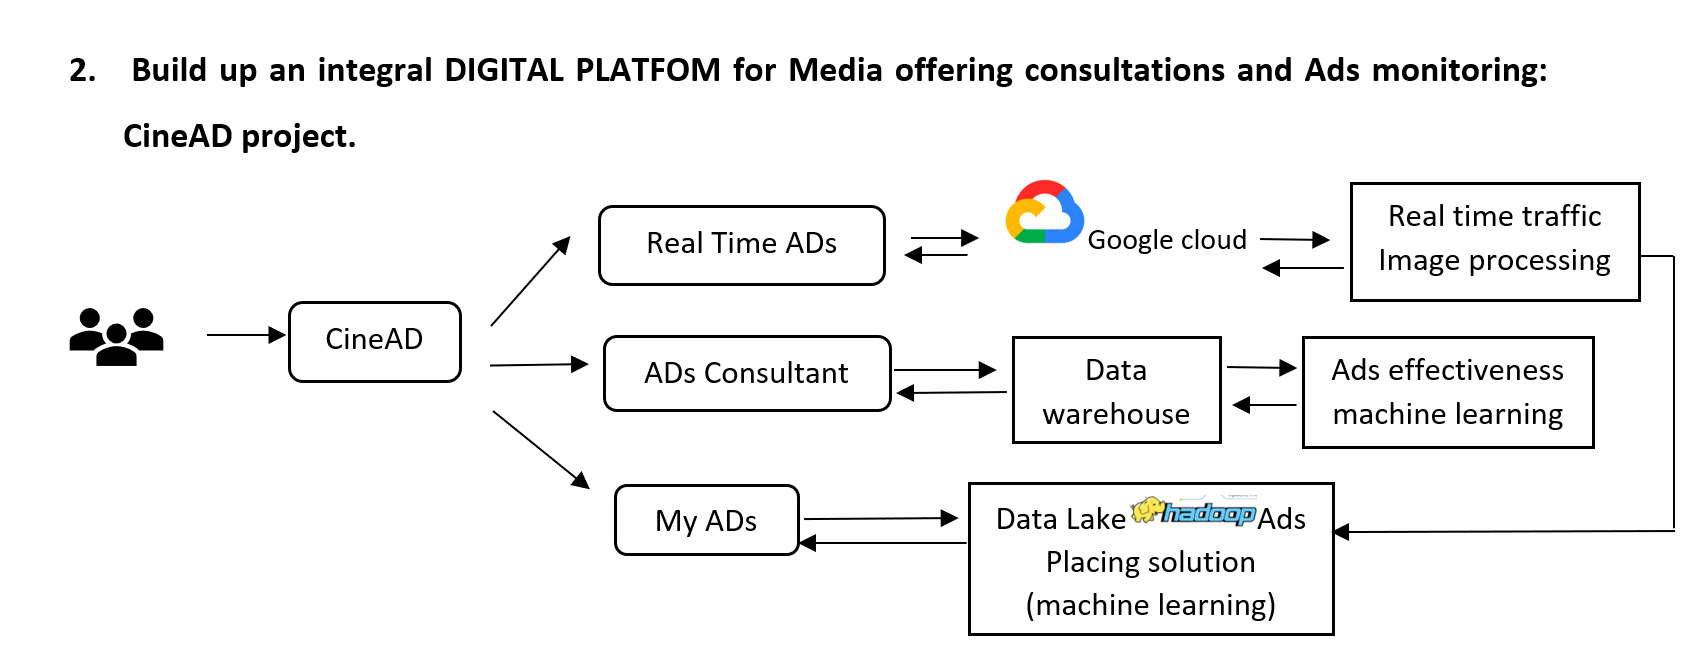 2. Build up an integral DIGITAL PLATFOM for Media offering consultations and Ads monitoring:
CineAD project.
Real Time ADs
Google cloud
Real time traffic
Image processing
CineAD
ADs Consultant
Data
warehouse
Ads effectiveness
machine learning
My ADs
Data Lake hadoop Ads
Placing solution
(machine learning)